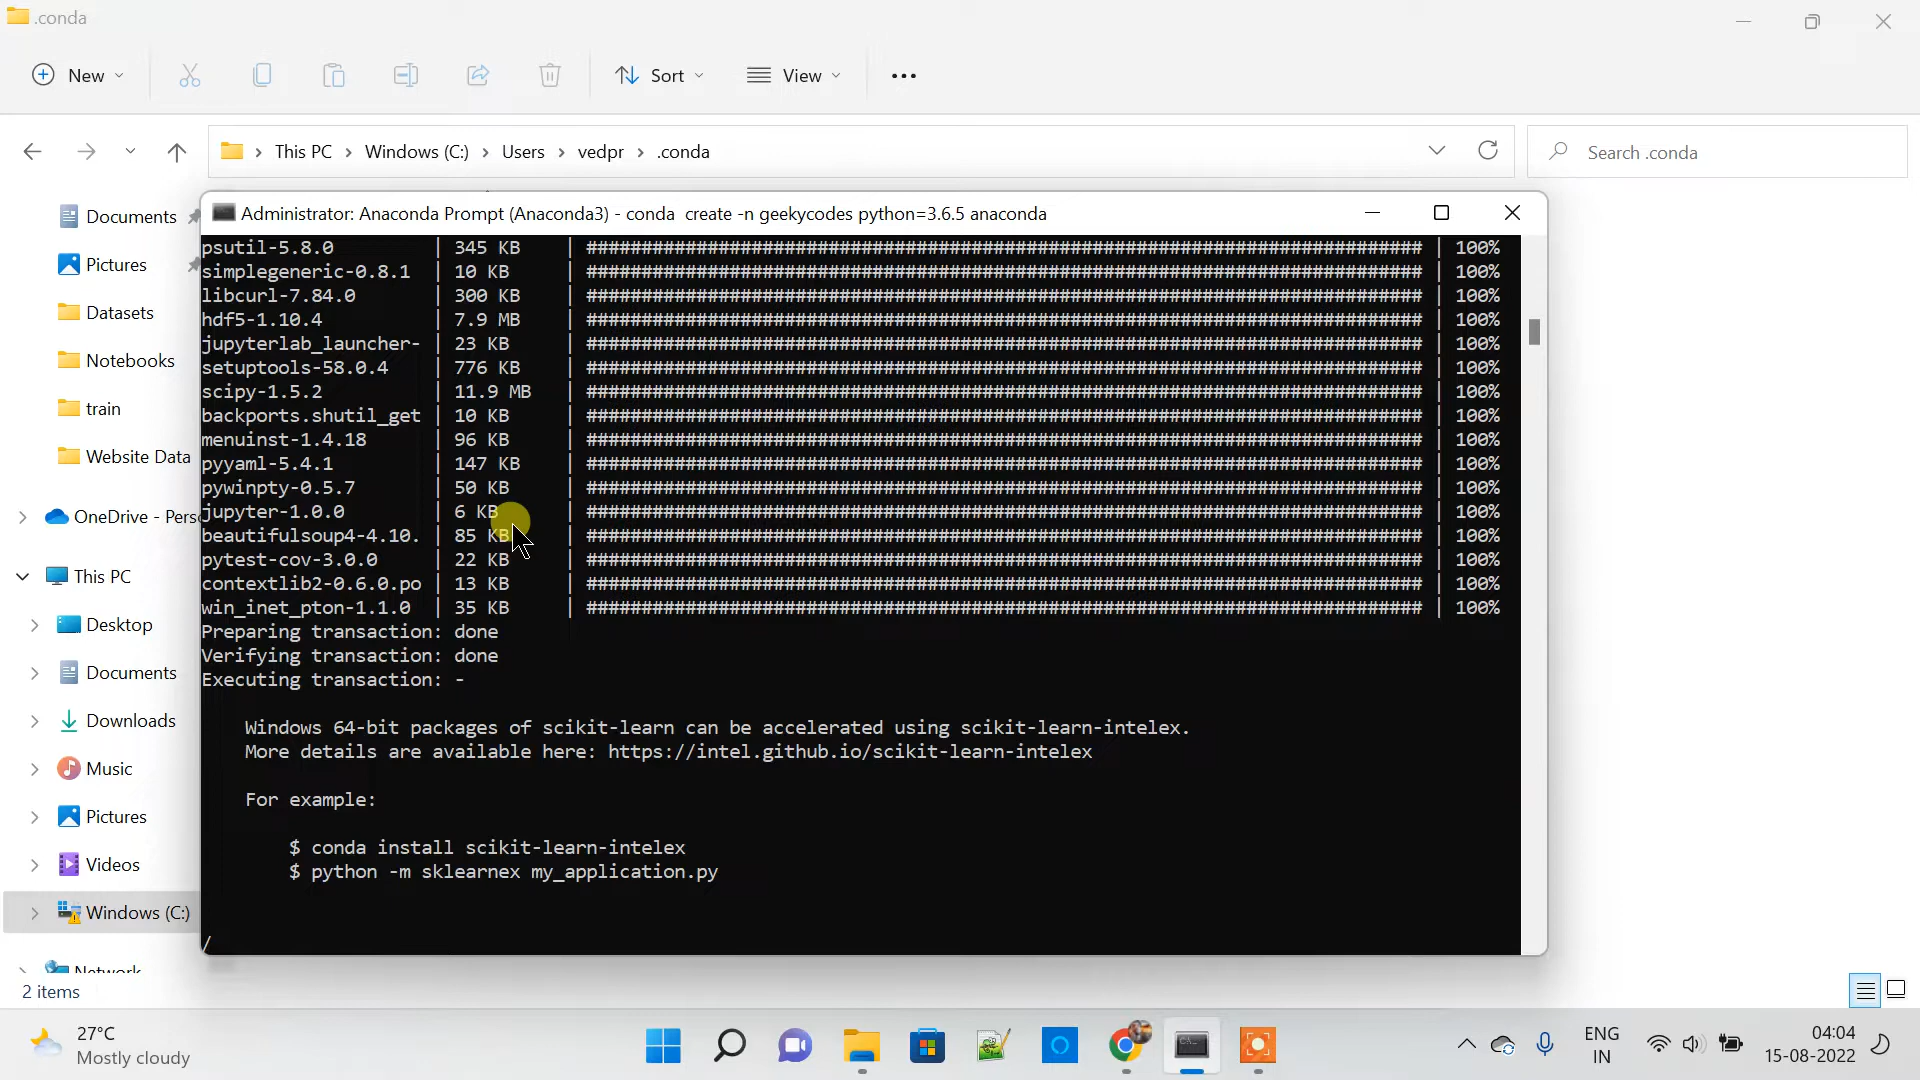 .conda
New
Sort
View
This PC
Windows (C:)
Users
vedpr
.conda
Search .conda
Documents
Pictures
Datasets
Notebooks
train
Website Data
OneDrive - Pers
This PC
Desktop
Documents
Downloads
Music
Pictures
Videos
Windows (C:)
Network
2 items
Administrator: Anaconda Prompt (Anaconda3) - conda  create -n geekycodes python=3.6.5 anaconda
psutil-5.8.0         | 345 KB    | ############################################################################ | 100%
simplegeneric-0.8.1  | 10 KB     | ############################################################################ | 100%
libcurl-7.84.0       | 300 KB    | ############################################################################ | 100%
hdf5-1.10.4          | 7.9 MB    | ############################################################################ | 100%
jupyterlab_launcher- | 23 KB     | ############################################################################ | 100%
setuptools-58.0.4    | 776 KB    | ############################################################################ | 100%
scipy-1.5.2          | 11.9 MB   | ############################################################################ | 100%
backports.shutil_get | 10 KB     | ############################################################################ | 100%
menuinst-1.4.18      | 96 KB     | ############################################################################ | 100%
pyyaml-5.4.1         | 147 KB    | ############################################################################ | 100%
pywinpty-0.5.7       | 50 KB     | ############################################################################ | 100%
jupyter-1.0.0        | 6 KB      | ############################################################################ | 100%
beautifulsoup4-4.10. | 85 KB     | ############################################################################ | 100%
pytest-cov-3.0.0     | 22 KB     | ############################################################################ | 100%
contextlib2-0.6.0.po | 13 KB     | ############################################################################ | 100%
win_inet_pton-1.1.0  | 35 KB     | ############################################################################ | 100%
Preparing transaction: done
Verifying transaction: done
Executing transaction: -
Windows 64-bit packages of scikit-learn can be accelerated using scikit-learn-intelex.
More details are available here: https://intel.github.io/scikit-learn-intelex
For example:
$ conda install scikit-learn-intelex
$ python -m sklearnex my_application.py
/
27°C
Mostly cloudy
ENG
IN
04:04
15-08-2022